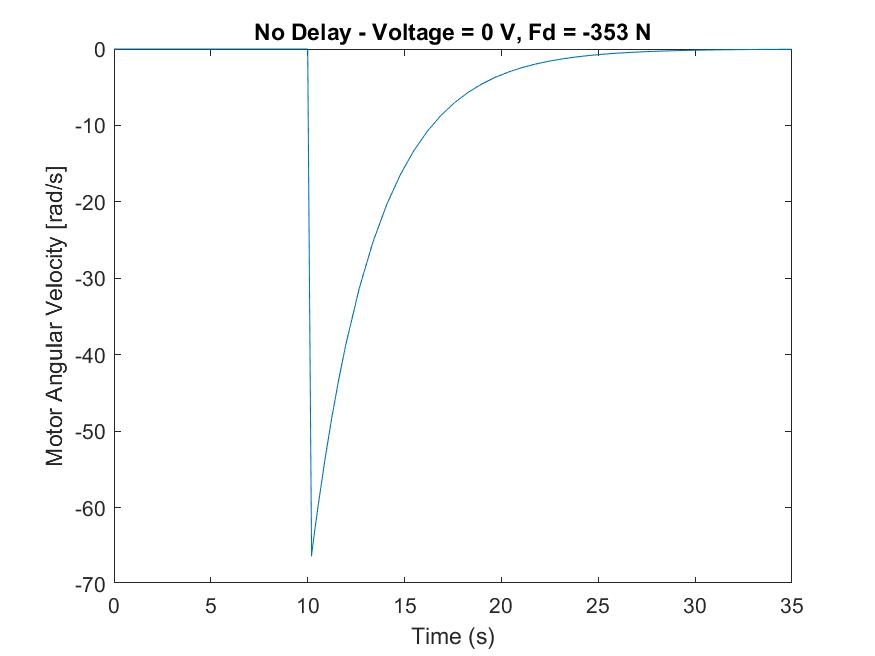 No Delay - Voltage = 0 V, Fd = -353 N
0
-10
-20
-30
-40
-50
-60
-70
Motor Angular Velocity [rad/s]
0 5 10 15 20 25 30 35
Time (s)